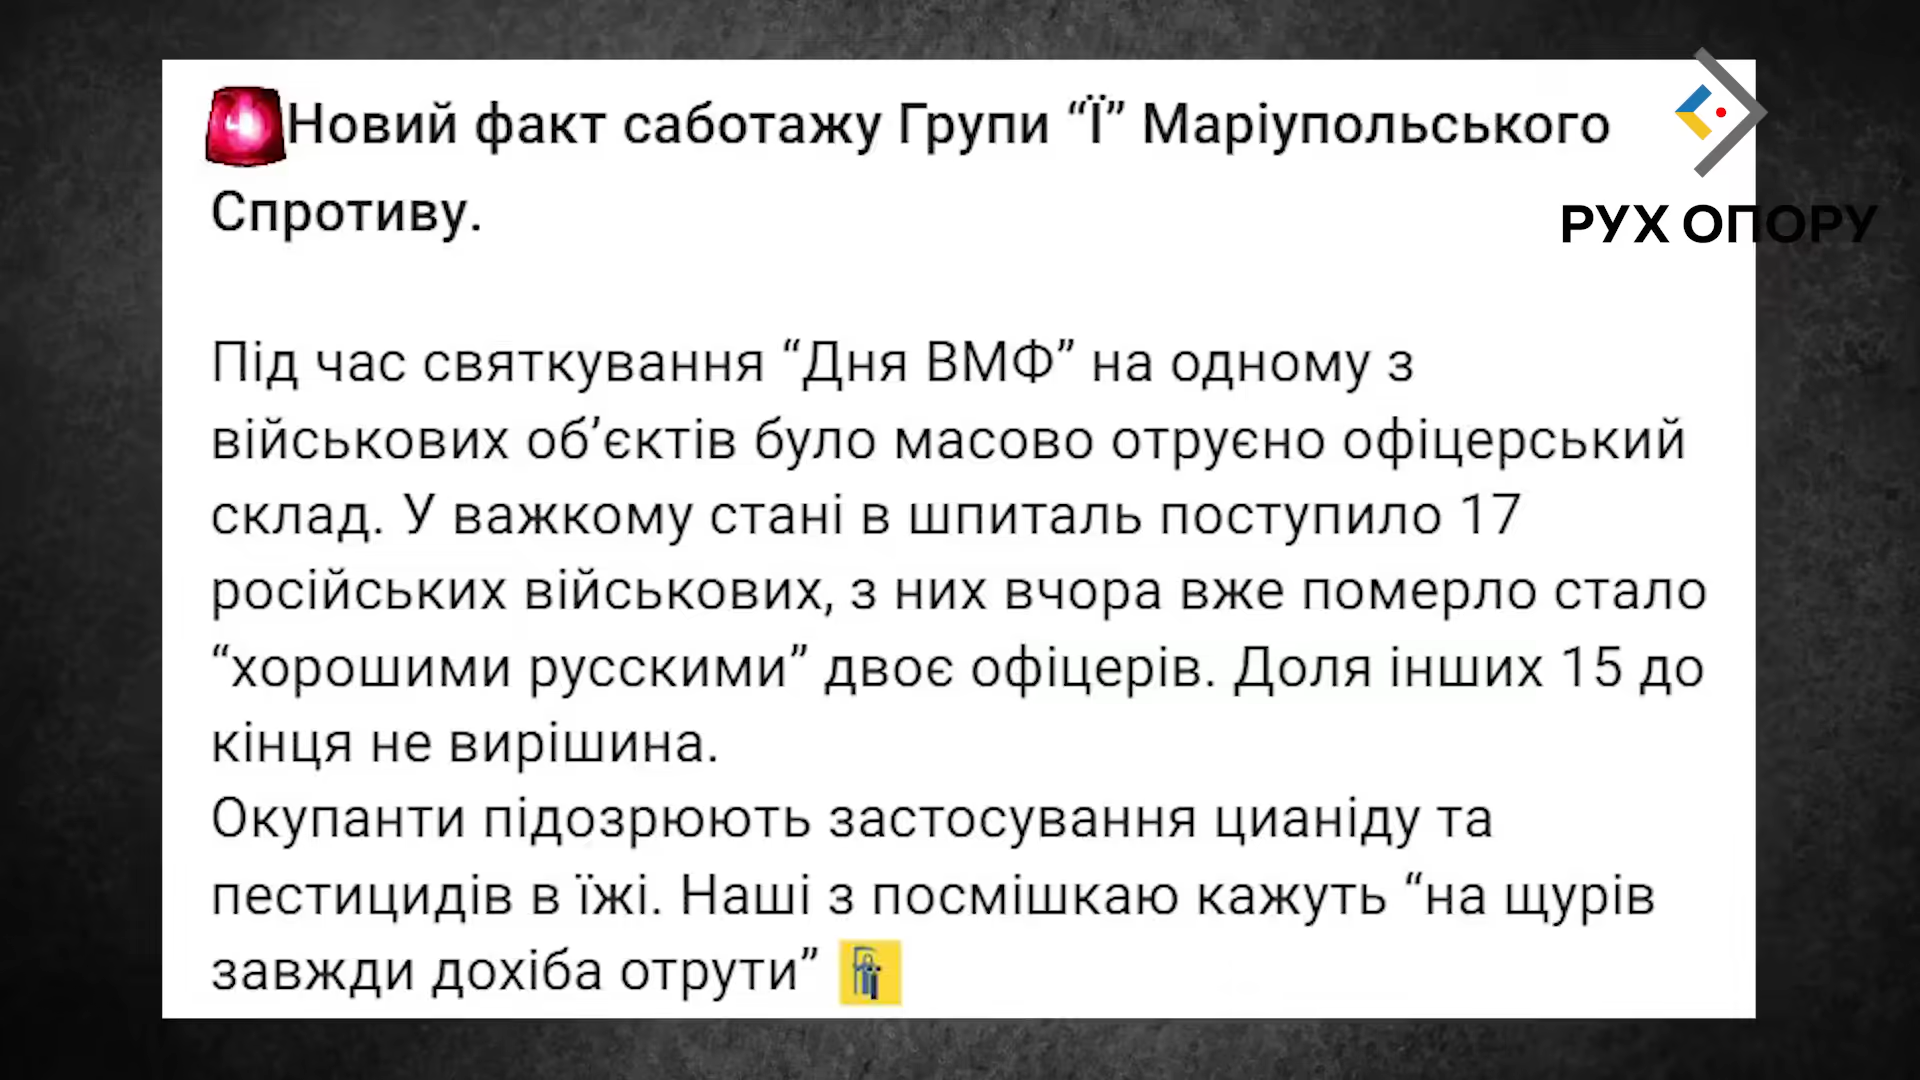 Новий факт саботажу Групи “Ї” Маріупольського
Спротиву.
РУХ ОПОРУ
Під час святкування “Дня ВМФ” на одному з
військових об’єктів було масово отруєно офіцерський
склад. У важкому стані в шпиталь поступило 17
російських військових, з них вчора вже померло стало
“хорошими русскими” двоє офіцерів. Доля інших 15 до
кінця не вирішина.
Окупанти підозрюють застосування цианіду та
пестицидів в їжі. Наші з посмішкаю кажуть “на щурів
завжди дохіба отрути”